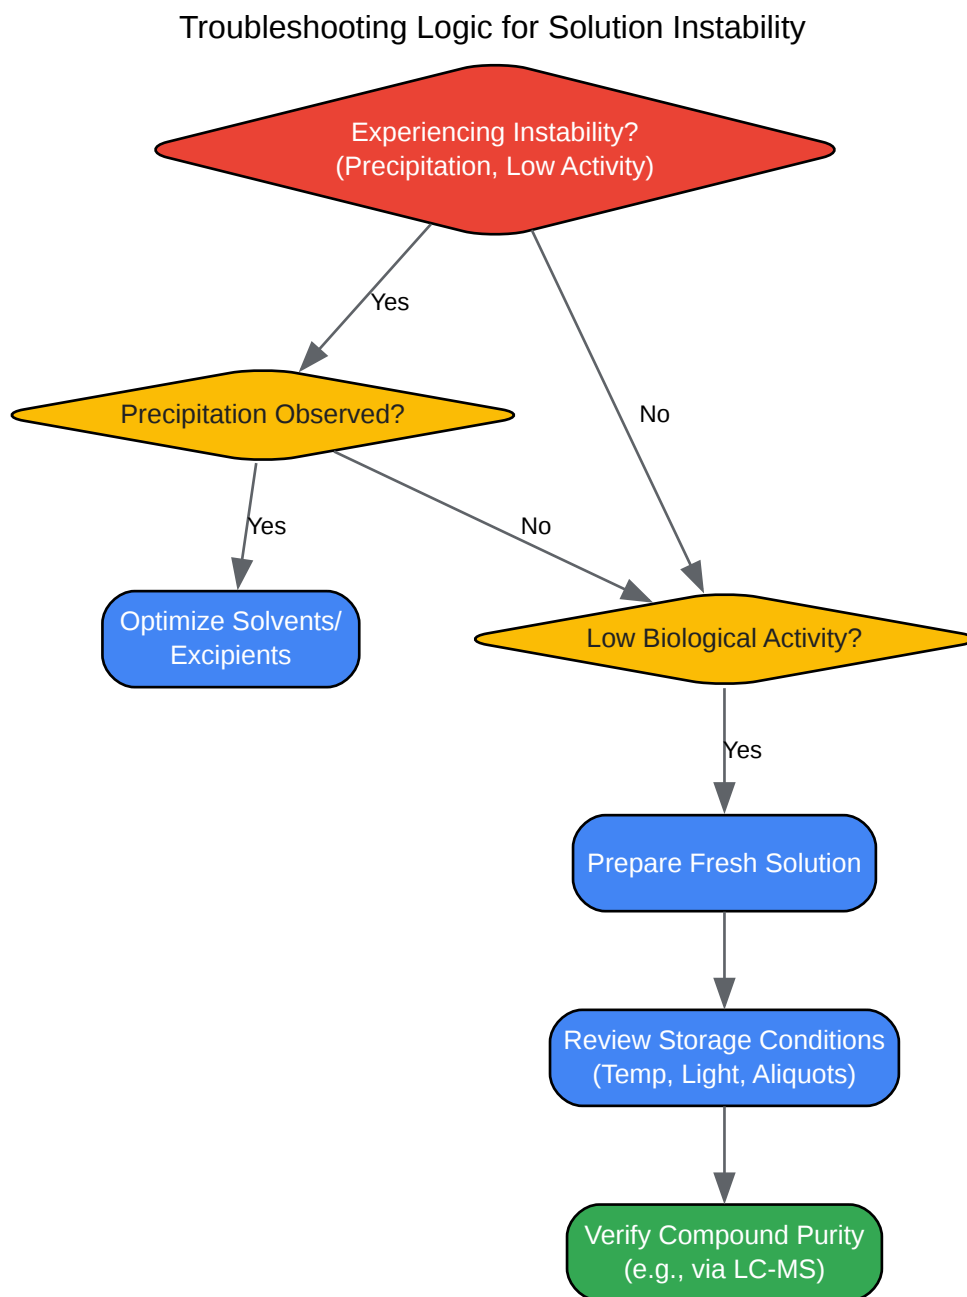 Troubleshooting Logic for Solution Instability
Experiencing Instability?
(Precipitation, Low Activity)
Yes
No
Precipitation Observed?
Yes
No
Optimize Solvents/
Excipients
Low Biological Activity?
Yes
Prepare Fresh Solution
Review Storage Conditions
(Temp, Light, Aliquots)
Verify Compound Purity
(e.g., via LC-MS)